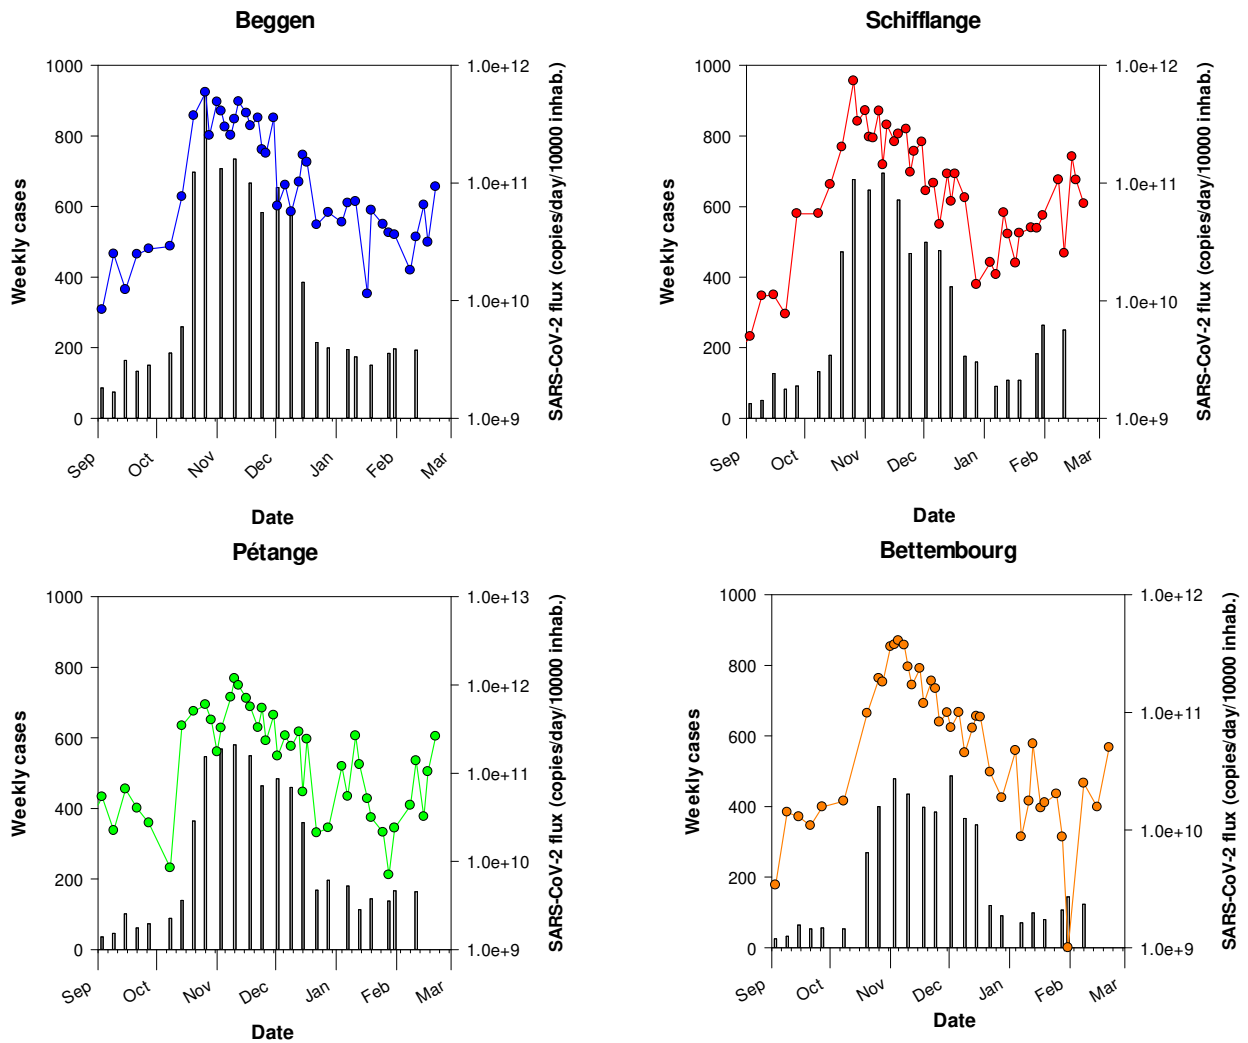 Beggen
1000
800
600
400
200
0
Weekly cases
1.0e+12
1.0e+11
1.0e+10
1.0e+9
SARS-CoV-2 flux (copies/day/10000 inhab.)
Sep Oct Nov Dec Jan Feb Mar
Date
Schifflange
1000
800
600
400
200
0
Weekly cases
1.0e+12
1.0e+11
1.0e+10
1.0e+9
SARS-CoV-2 flux (copies/day/10000 inhab.)
Sep Oct Nov Dec Jan Feb Mar
Date
Pétange
1000
800
600
400
200
0
Weekly cases
1.0e+13
1.0e+12
1.0e+11
1.0e+10
1.0e+9
SARS-CoV-2 flux (copies/day/10000 inhab.)
Sep Oct Nov Dec Jan Feb Mar
Date
Bettembourg
1000
800
600
400
200
0
Weekly cases
1.0e+12
1.0e+11
1.0e+10
1.0e+9
SARS-CoV-2 flux (copies/day/10000 inhab.)
Sep Oct Nov Dec Jan Feb Mar
Date